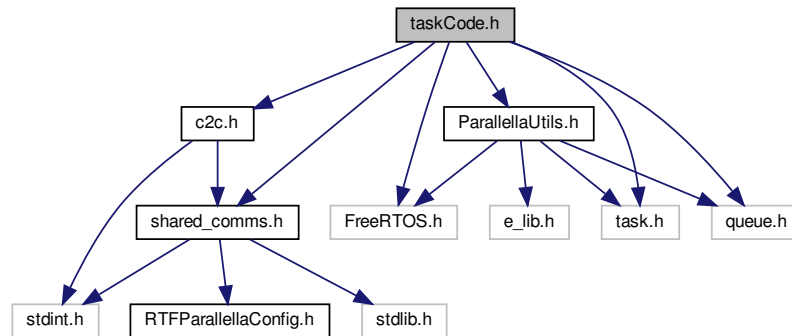 taskCode.h
c2c.h
ParallellaUtils.h
shared_comms.h
FreeRTOS.h
e_lib.h
task.h
queue.h
stdint.h
RTFParallellaConfig.h
stdlib.h